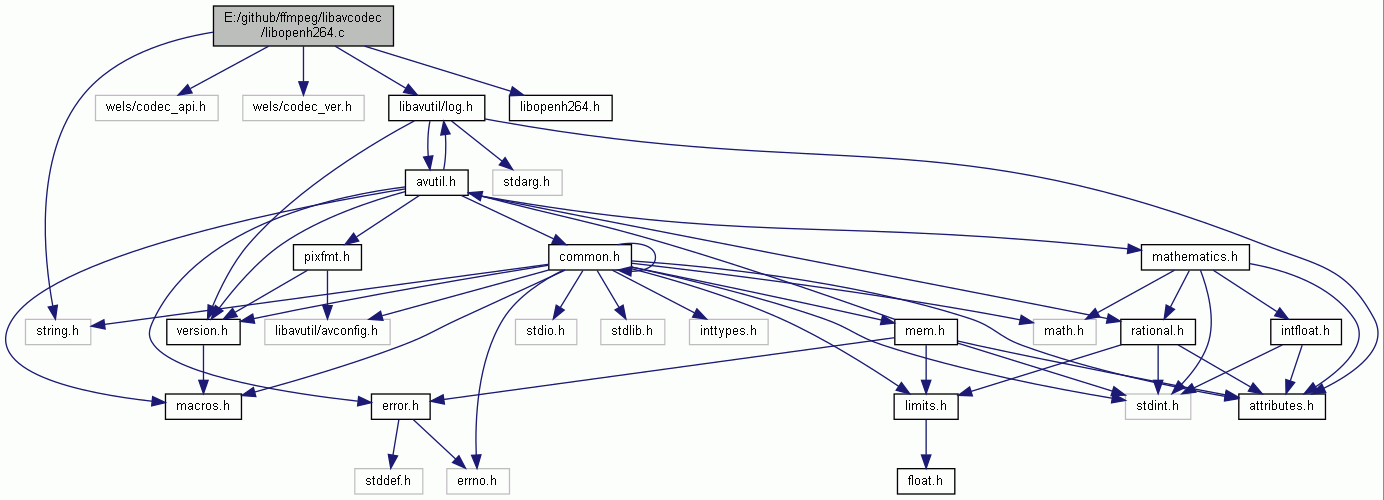 E:/github/ffmpeg/libavcodec
/libopenh264.c
wels/codec_api.h
wels/codec_ver.h
libavutil/log.h
libopenh264.h
avutil.h
stdarg.h
pixfmt.h
common.h
mathematics.h
string.h
version.h
libavutil/avconfig.h
stdio.h
stdlib.h
inttypes.h
mem.h
math.h
rational.h
intfloat.h
macros.h
error.h
limits.h
stdint.h
attributes.h
stddef.h
errno.h
float.h